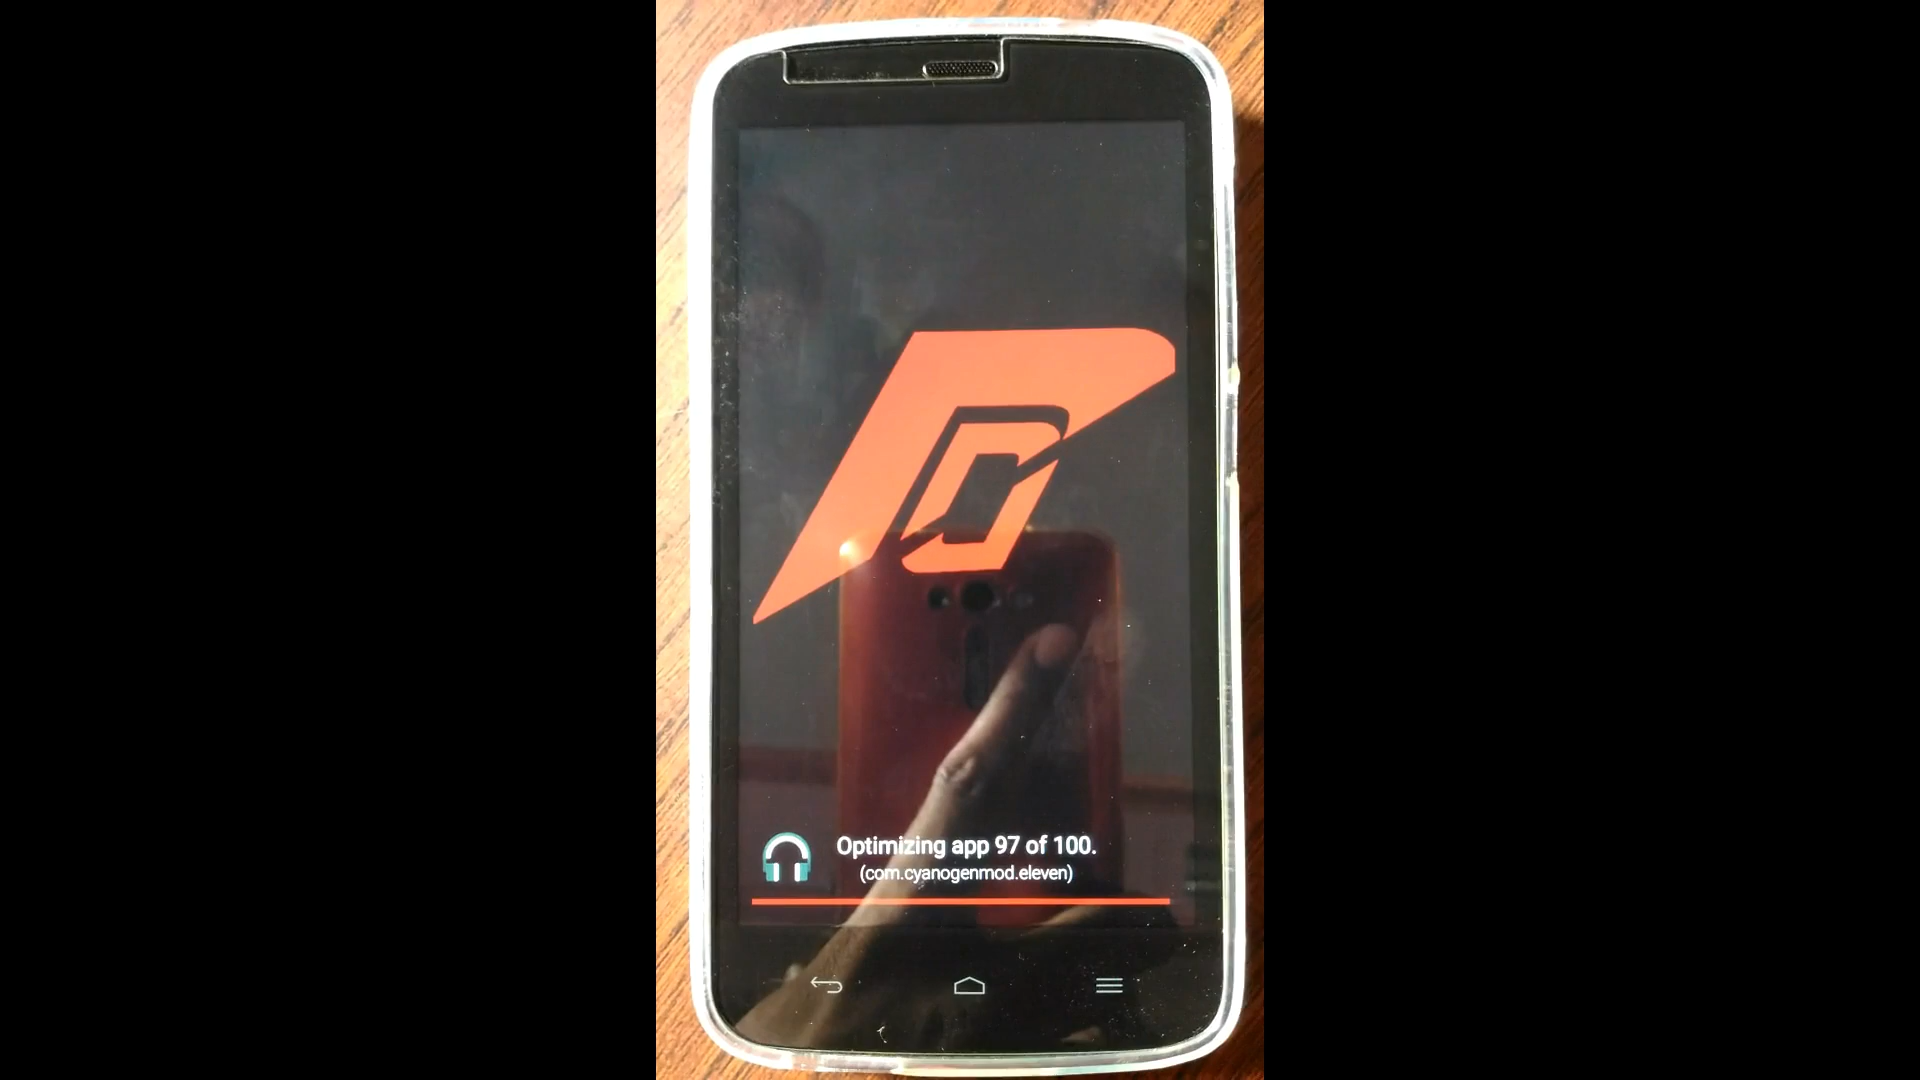 Optimizing app 97 of 100.
(com.cyanogenmod.eleven)